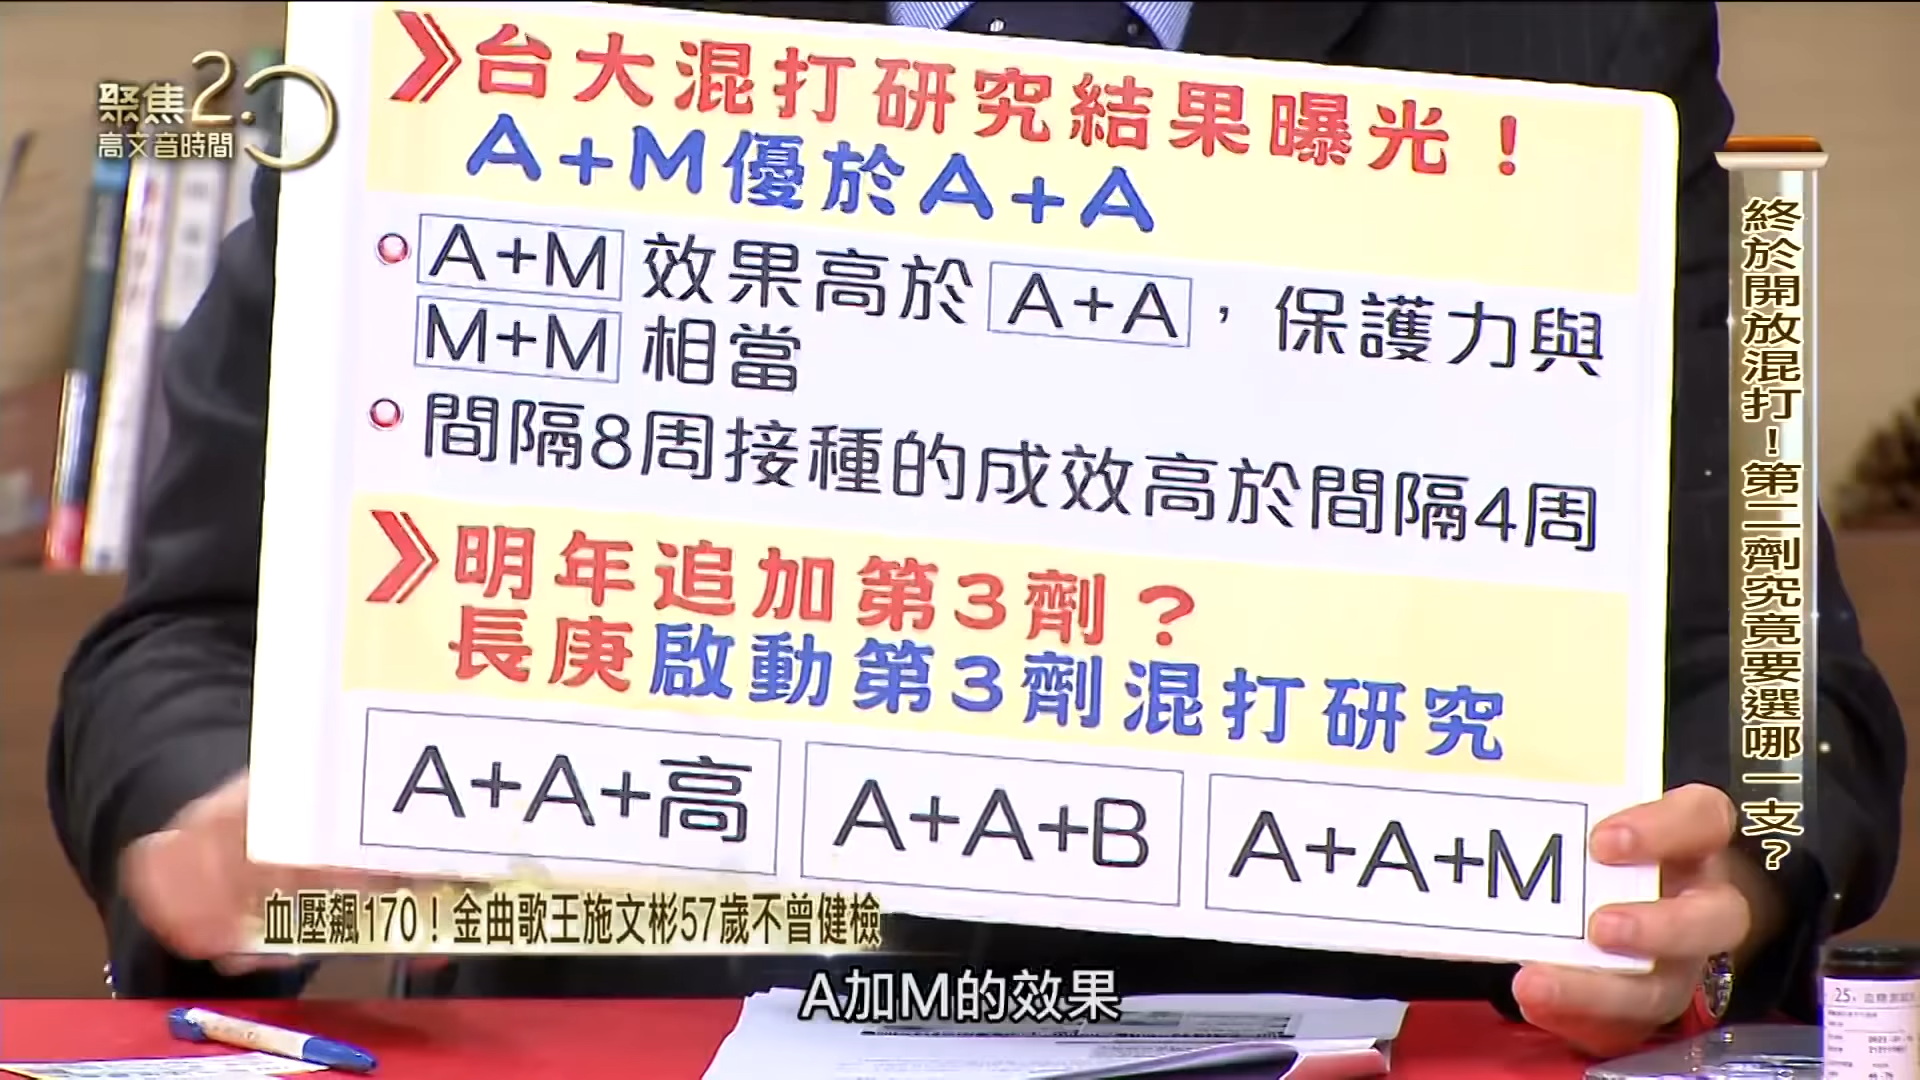 聚焦2.0
高文音時間
台大混打研究結果曝光！
A+M優於A+A
A+M 效果高於 A+A，保護力與
M+M 相當
間隔8周接種的成效高於間隔4周
明年追加第3劑？
長庚啟動第3劑混打研究
A+A+高
A+A+B
A+A+M
終於開放混打！第二劑究竟要選哪一支？
血壓飆170！金曲歌王施文彬57歲不曾健檢
A加M的效果